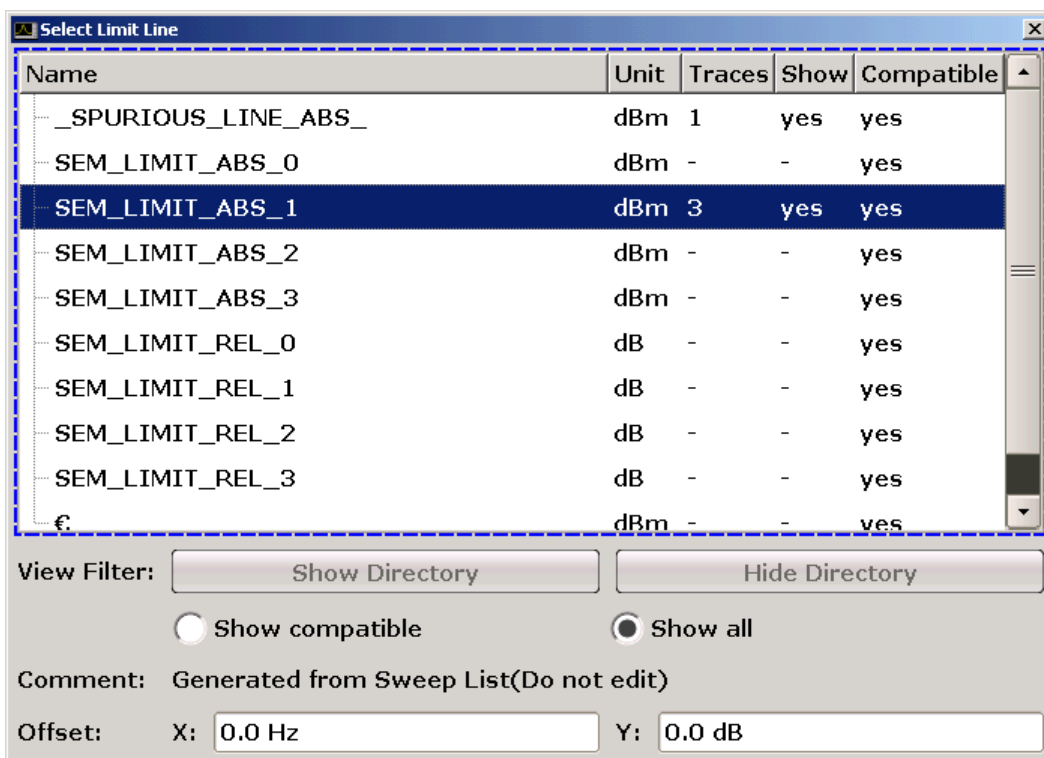 Select Limit Line
Name Unit Traces Show Compatible
_SPURIOUS_LINE_ABS_ dBm 1 yes yes
SEM_LIMIT_ABS_0 dBm - - yes
SEM_LIMIT_ABS_1 dBm 3 yes yes
SEM_LIMIT_ABS_2 dBm - - yes
SEM_LIMIT_ABS_3 dBm - - yes
SEM_LIMIT_REL_0 dB - - yes
SEM_LIMIT_REL_1 dB - - yes
SEM_LIMIT_REL_2 dB - - yes
SEM_LIMIT_REL_3 dB - - yes
€ dBm - - yes
View Filter: Show Directory Hide Directory
Show compatible Show all
Comment: Generated from Sweep List(Do not edit)
Offset: X: 0.0 Hz Y: 0.0 dB